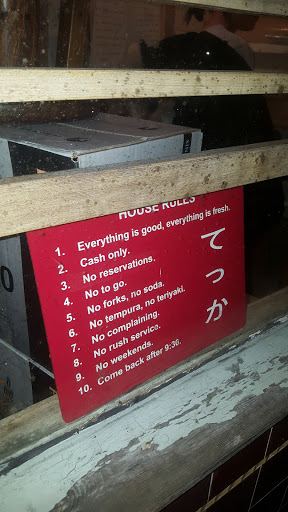 HOUSE RULES
1. Everything is good, everything is fresh.
2. Cash only.
3. No reservations.
4. No to go.
5. No forks, no soda.
6. No tempura, no teriyaki.
7. No complaining.
8. No rush service.
9. No weekends.
10. Come back after 9:30.
てっか